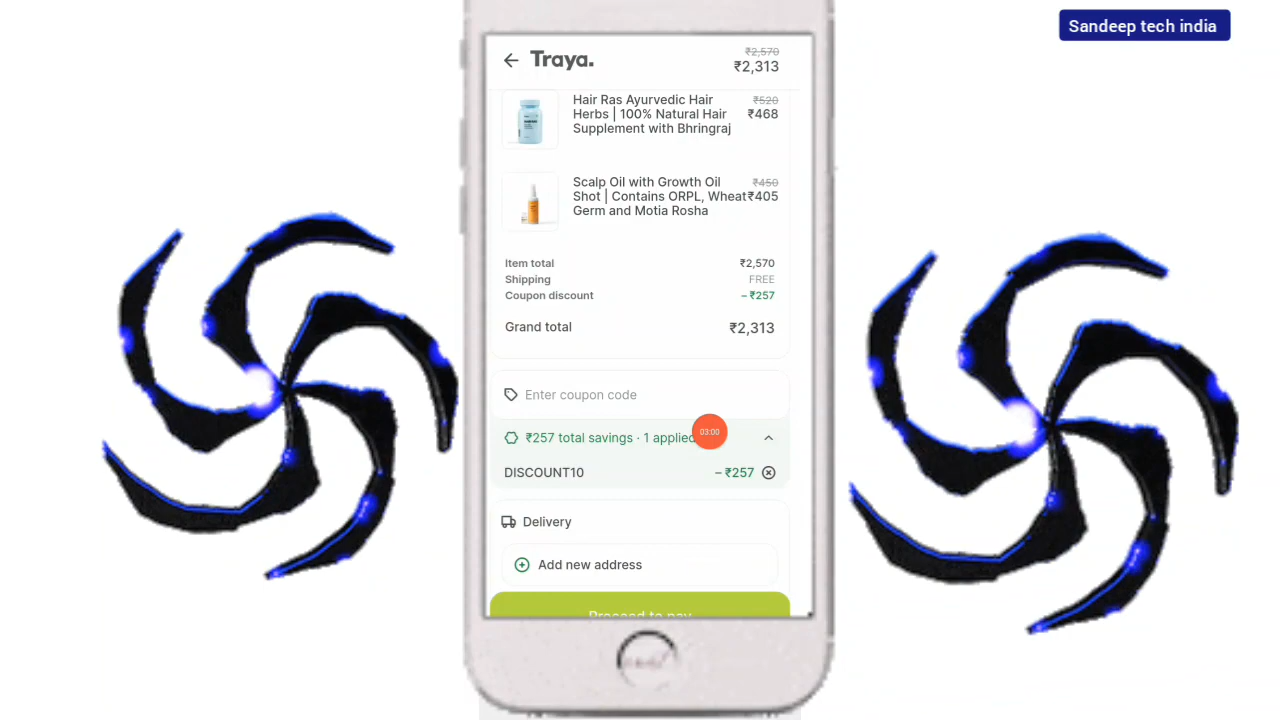 Sandeep tech india
Traya.
₹2,570
₹2,313
Hair Ras Ayurvedic Hair
₹520
Herbs | 100% Natural Hair
₹468
Supplement with Bhringraj
Scalp Oil with Growth Oil
₹450
Shot | Contains ORPL, Wheat
₹405
Germ and Motia Rosha
Item total
₹2,570
Shipping
FREE
Coupon discount
– ₹257
Grand total
₹2,313
Enter coupon code
₹257 total savings · 1 applied
03:00
DISCOUNT10
– ₹257
Delivery
Add new address
Proceed to pay